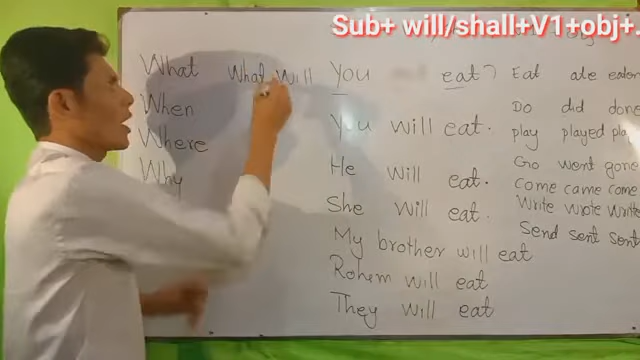 Sub+ will/shall+V1+obj+.
What What Will You eat? Eat ate eaten
When You will eat. Do did done
Where play played
Why He will eat. Go went gone
She will eat. come came come
My brother will eat Write wrote
Rohem will eat Send sent sent
They will eat